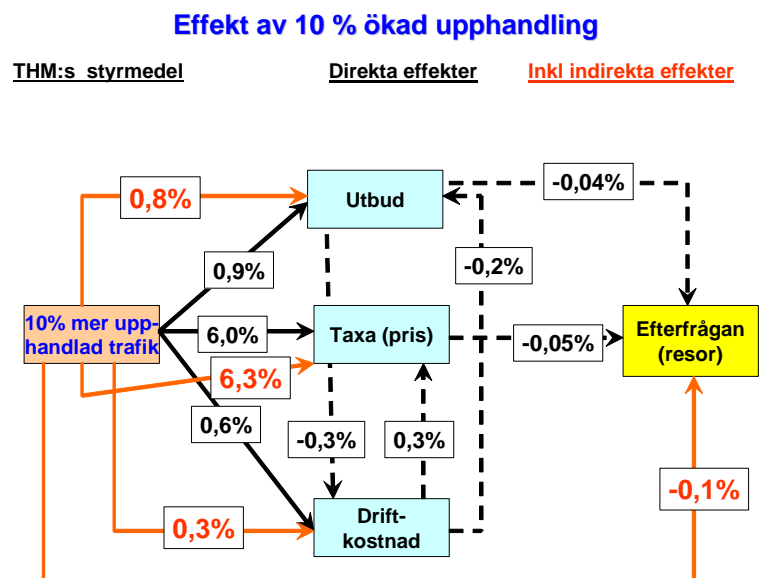 Effekt av 10 % ökad upphandling
THM:s styrmedel
Direkta effekter
Inkl indirekta effekter
0,8%
Utbud
-0,04%
0,9%
-0,2%
10% mer upp-
handlad trafik
6,0%
Taxa (pris)
-0,05%
Efterfrågan
(resor)
6,3%
0,6%
-0,3%
0,3%
-0,1%
0,3%
Drift-
kostnad